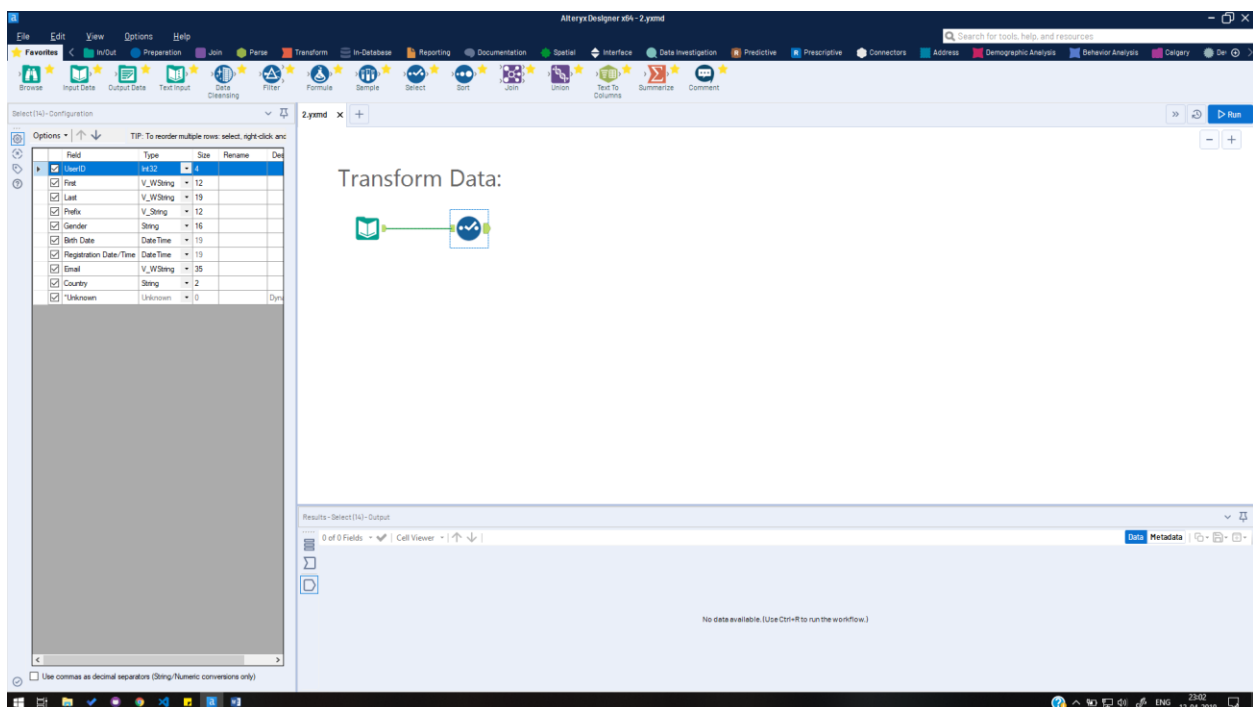 Alteryx Designer x64 - 2.yxmd
File Edit View Options Help
Search for tools, help, and resources
Favorites In/Out Preparation Join Parse Transform In-Database Reporting Documentation Spatial Interface Data Investigation Predictive Prescriptive Connectors Address Demographic Analysis Behavior Analysis Calgary
Browse Input Data Output Data Text Input Data Cleansing Filter Formula Sample Select Sort Join Union Text To Columns Summarize Comment
Select (14) - Configuration
2.yxmd
Run
Options TIP: To reorder multiple rows: select, right-click and
Field Type Size Rename
UserID Int32 4
First V_WString 12
Last V_WString 19
Prefix V_String 12
Gender String 16
Birth Date DateTime 19
Registration Date/Time DateTime 19
Email V_WString 35
Country String 2
*Unknown Unknown 0 Dyn
Transform Data:
Results - Select (14) - Output
0 of 0 Fields Cell Viewer
Data Metadata
No data available. (Use Ctrl+R to run the workflow.)
Use commas as decimal separators (String/Numeric conversions only)
ENG
23:02